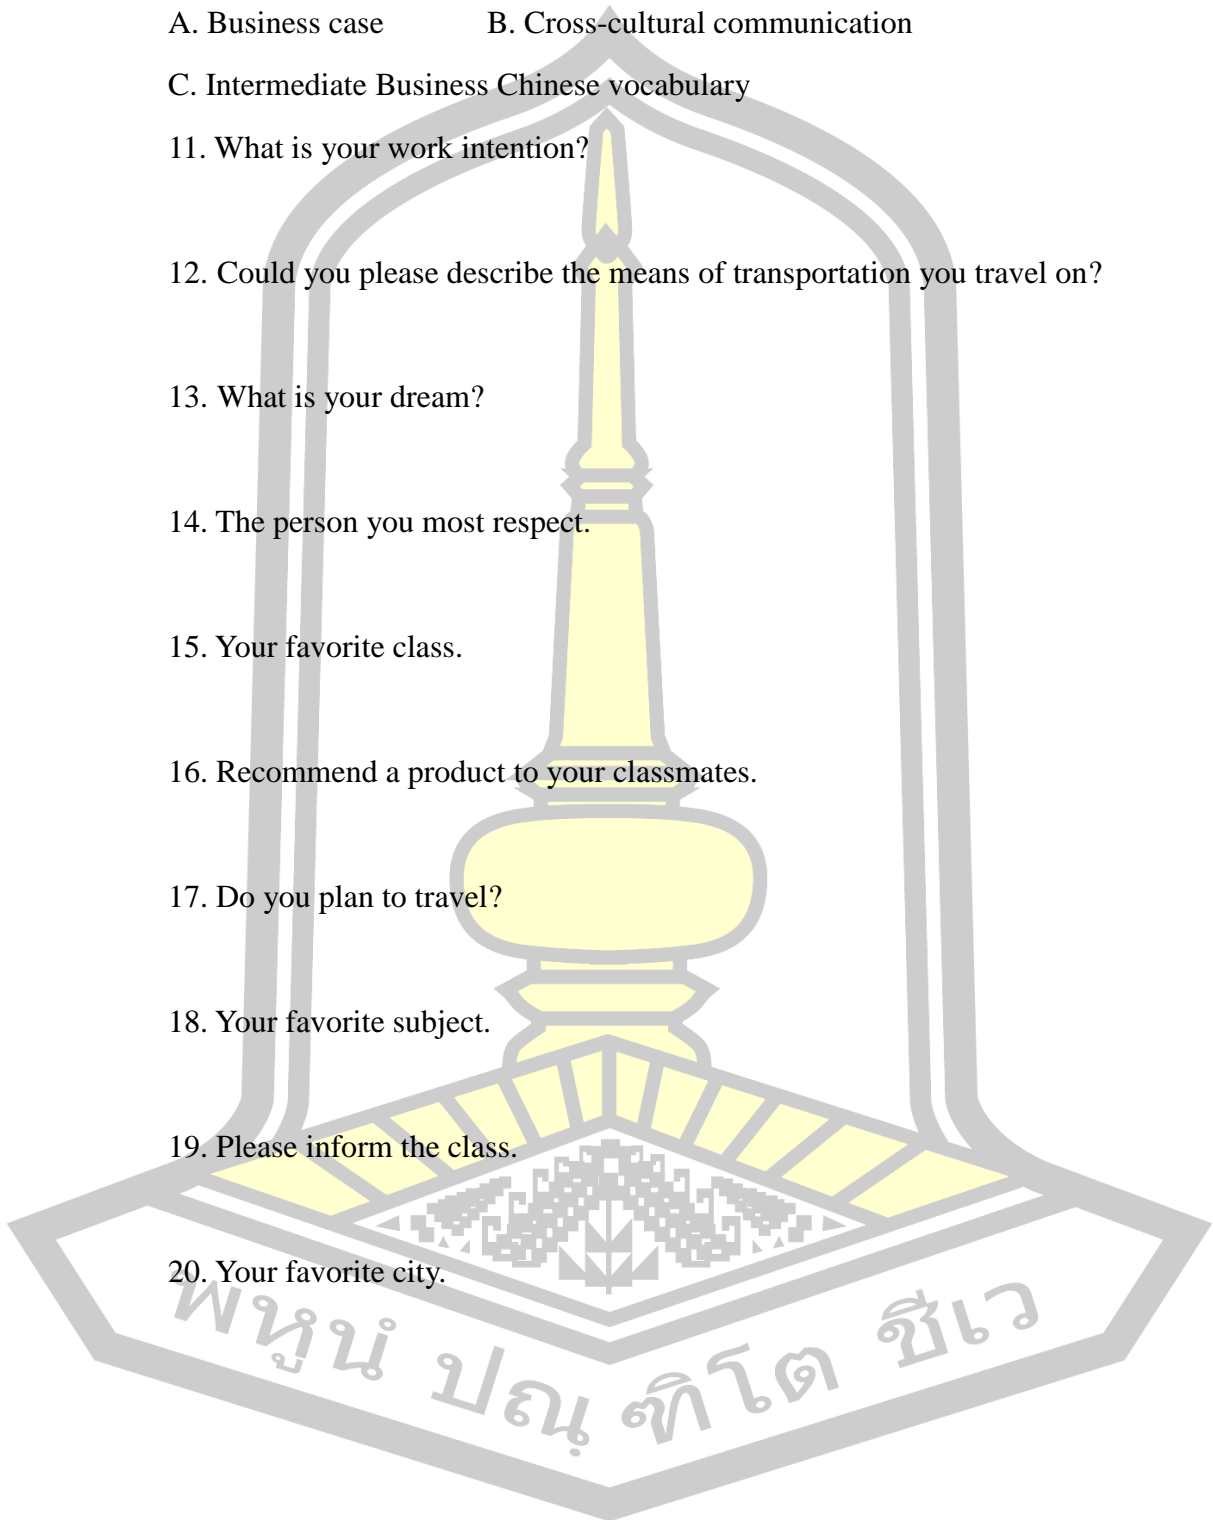 A. Business case B. Cross-cultural communication
C. Intermediate Business Chinese vocabulary
11. What is your work intention?
12. Could you please describe the means of transportation you travel on?
13. What is your dream?
14. The person you most respect.
15. Your favorite class.
16. Recommend a product to your classmates.
17. Do you plan to travel?
18. Your favorite subject.
19. Please inform the class.
20. Your favorite city.
พหูนํ ปณฺฑิโต ชีเว